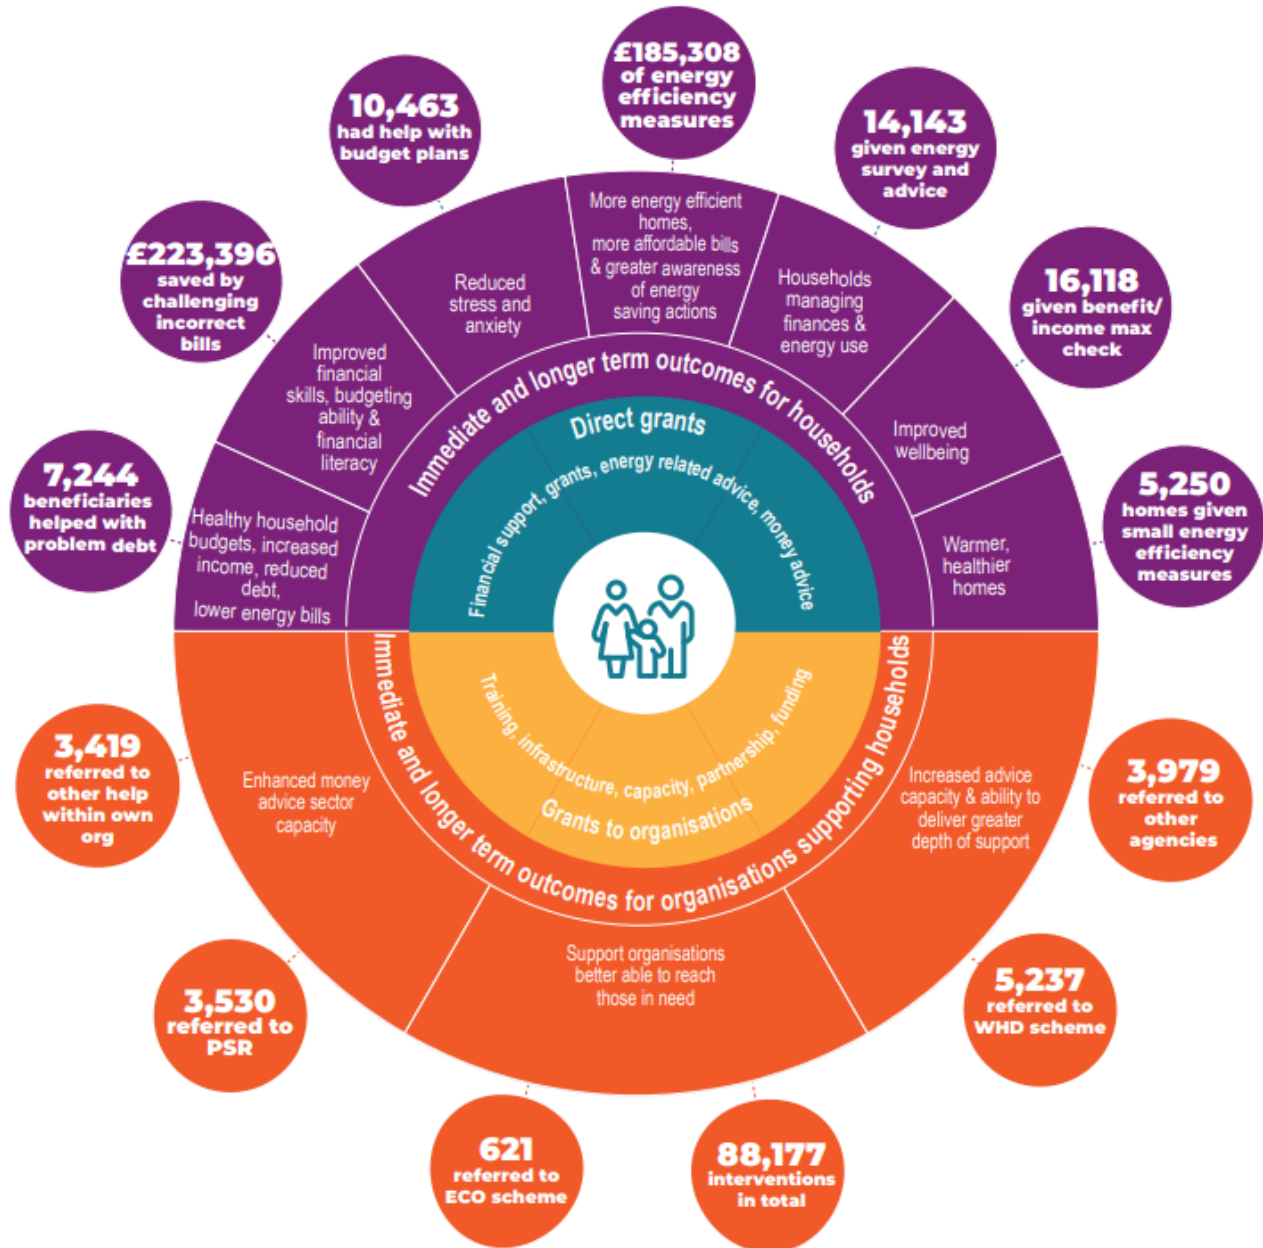 £185,308
of energy
efficiency
measures
10,463
had help with
budget plans
14,143
given energy
survey and
advice
£223,396
saved by
challenging
incorrect
bills
16,118
given benefit/
income max
check
7,244
beneficiaries
helped with
problem debt
5,250
homes given
small energy
efficiency
measures
More energy efficient
homes,
more affordable bills
& greater awareness
of energy
saving actions
Reduced
stress and
anxiety
Households
managing
finances &
energy use
Improved
financial
skills, budgeting
ability &
financial
literacy
Improved
wellbeing
Healthy household
budgets, increased
income, reduced
debt,
lower energy bills
Warmer,
healthier
homes
Immediate and longer term outcomes for households
Direct grants
Financial support, grants, energy related advice, money advice
Training, infrastructure, capacity, partnership, funding
Grants to organisations
Immediate and longer term outcomes for organisations supporting households
Enhanced money
advice sector
capacity
Increased advice
capacity & ability to
deliver greater
depth of support
Support organisations
better able to reach
those in need
3,419
referred to
other help
within own
org
3,979
referred to
other
agencies
3,530
referred to
PSR
5,237
referred to
WHD scheme
621
referred to
ECO scheme
88,177
interventions
in total